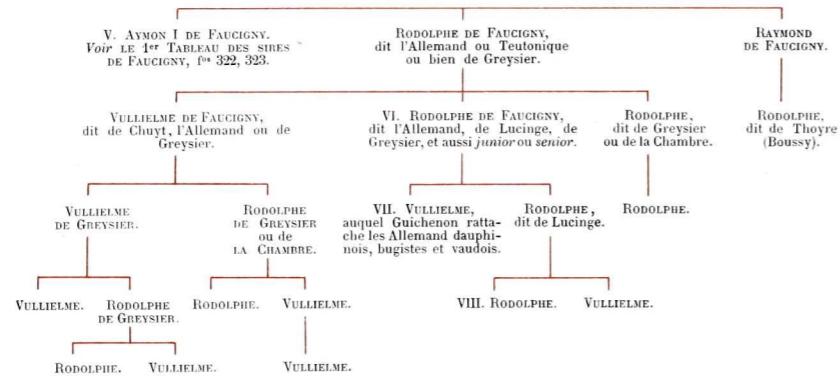 V. AYMON I DE FAUCIGNY.
Voir LE 1er TABLEAU DES SIRES
DE FAUCIGNY, fos 322, 323.
RODOLPHE DE FAUCIGNY,
dit l'Allemand ou Teutonique
ou bien de Greysier.
RAYMOND
DE FAUCIGNY.
VULLIELME DE FAUCIGNY,
dit de Chuyt, l'Allemand ou de
Greysier.
VI. RODOLPHE DE FAUCIGNY,
dit l'Allemand, de Lucinge, de
Greysier, et aussi junior ou senior.
RODOLPHE,
dit de Greysier
ou de la Chambre.
RODOLPHE,
dit de Thoyre
(Boussy).
VULLIELME
DE GREYSIER.
RODOLPHE
DE GREYSIER
ou de
LA CHAMBRE.
VII. VULLIELME,
auquel Guichenon ratta-
che les Allemand dauphi-
nois, bugistes et vaudois.
RODOLPHE,
dit de Lucinge.
RODOLPHE.
VULLIELME.
RODOLPHE
DE GREYSIER.
RODOLPHE.
VULLIELME.
VIII. RODOLPHE.
VULLIELME.
RODOLPHE.
VULLIELME.
VULLIELME.